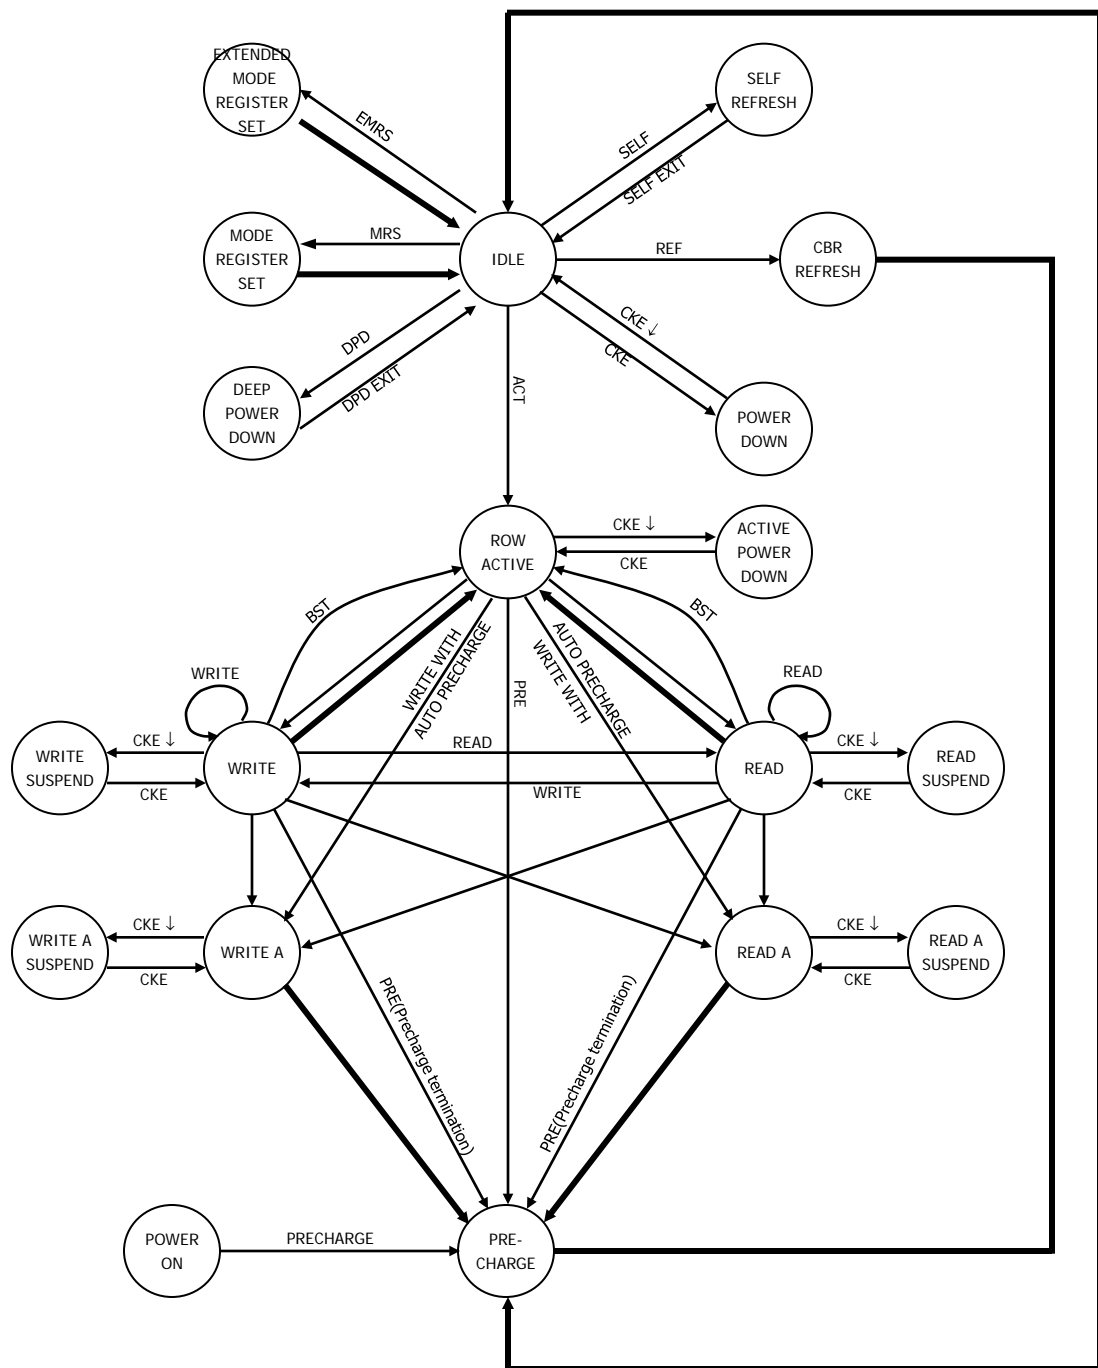 EXTENDED
MODE
REGISTER
SET
SELF
REFRESH
EMRS
SELF
SELF EXIT
MODE
REGISTER
SET
MRS
IDLE
REF
CBR
REFRESH
DPD
DPD EXIT
CKE ↓
CKE
DEEP
POWER
DOWN
ACT
POWER
DOWN
ROW
ACTIVE
CKE ↓
CKE
ACTIVE
POWER
DOWN
BST
BST
WRITE WITH
AUTO PRECHARGE
PRE
AUTO PRECHARGE
WRITE WITH
WRITE
READ
WRITE
SUSPEND
CKE ↓
CKE
WRITE
READ
WRITE
READ
CKE ↓
CKE
READ
SUSPEND
WRITE A
SUSPEND
CKE ↓
CKE
WRITE A
READ A
CKE ↓
CKE
READ A
SUSPEND
PRE(Precharge termination)
PRE(Precharge termination)
POWER
ON
PRECHARGE
PRE-
CHARGE